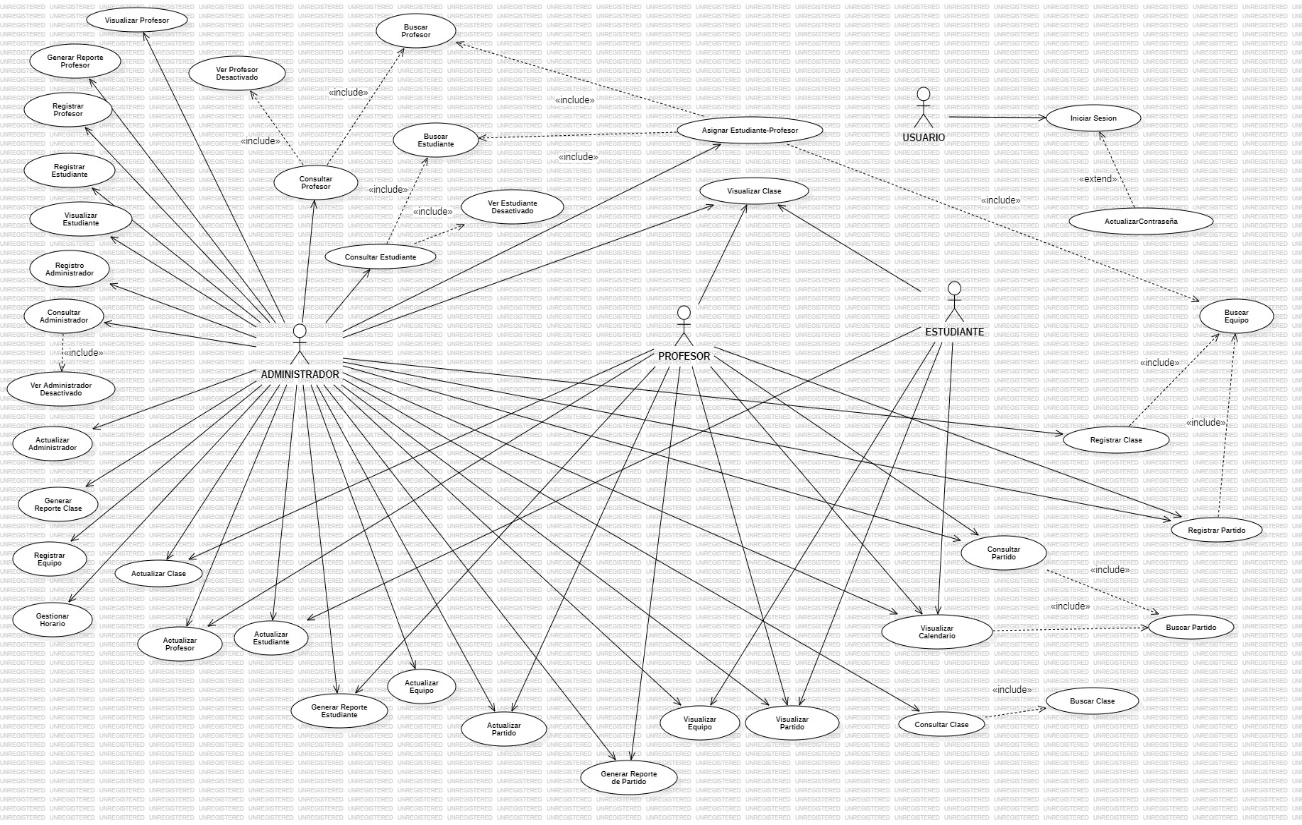 Visualizar Profesor
Generar Reporte
Profesor
Registrar
Profesor
Registrar
Estudiante
Visualizar
Estudiante
Registro
Administrador
Consultar
Administrador
«include»
Ver Administrador
Desactivado
Actualizar
Administrador
Generar
Reporte Clase
Registrar
Equipo
Gestionar
Horario
Ver Profesor
Desactivado
«include»
Buscar
Profesor
«include»
Consultar
Profesor
Buscar
Estudiante
«include»
«include»
Ver Estudiante
Desactivado
Consultar Estudiante
«include»
«include»
Asignar Estudiante-Profesor
«include»
Visualizar Clase
USUARIO
Iniciar Sesion
«extend»
ActualizarContraseña
ADMINISTRADOR
PROFESOR
ESTUDIANTE
Buscar
Equipo
«include»
«include»
Registrar Clase
Registrar Partido
Consultar
Partido
«include»
«include»
Visualizar
Calendario
Buscar Partido
Actualizar Clase
Actualizar
Profesor
Actualizar
Estudiante
Generar Reporte
Estudiante
Actualizar
Equipo
Actualizar
Partido
Generar Reporte
de Partido
Visualizar
Equipo
Visualizar
Partido
Consultar Clase
«include»
Buscar Clase
UNREGISTERED